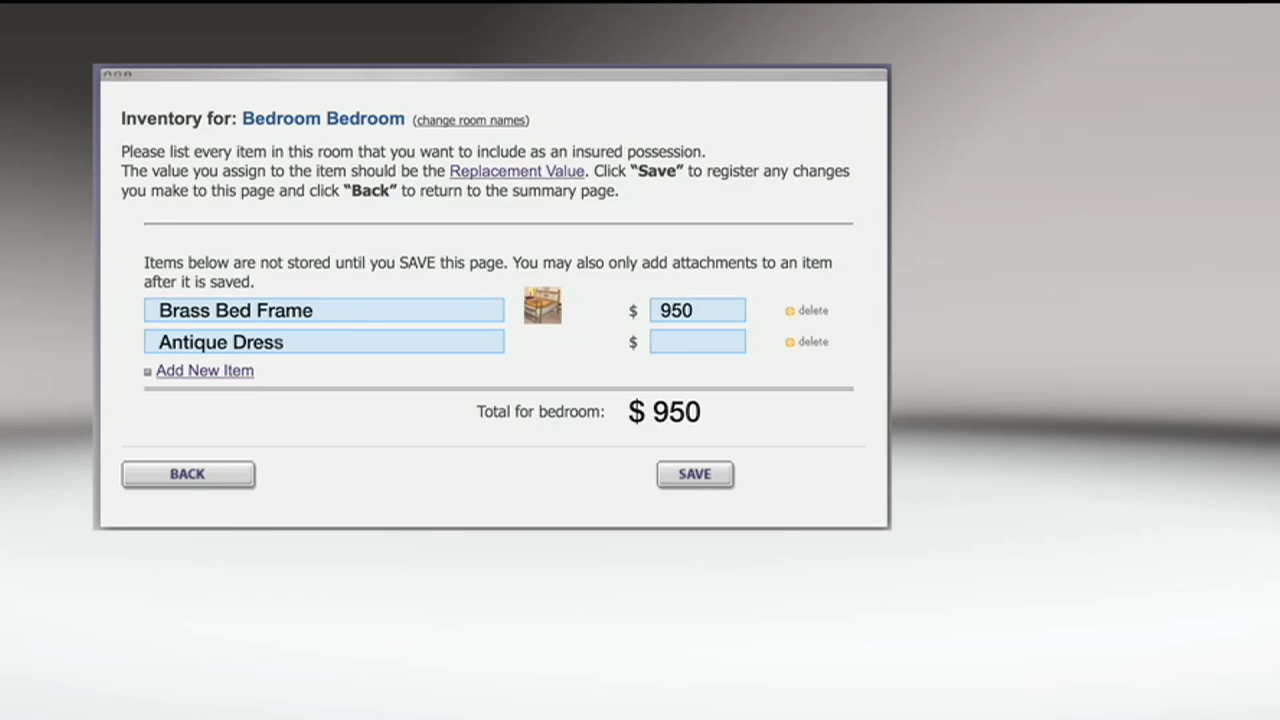 Inventory for: Bedroom Bedroom (change room names)
Please list every item in this room that you want to include as an insured possession.
The value you assign to the item should be the Replacement Value. Click “Save” to register any changes
you make to this page and click “Back” to return to the summary page.
Items below are not stored until you SAVE this page. You may also only add attachments to an item
after it is saved.
Brass Bed Frame $ 950 delete
Antique Dress $ delete
Add New Item
Total for bedroom: $ 950
BACK SAVE